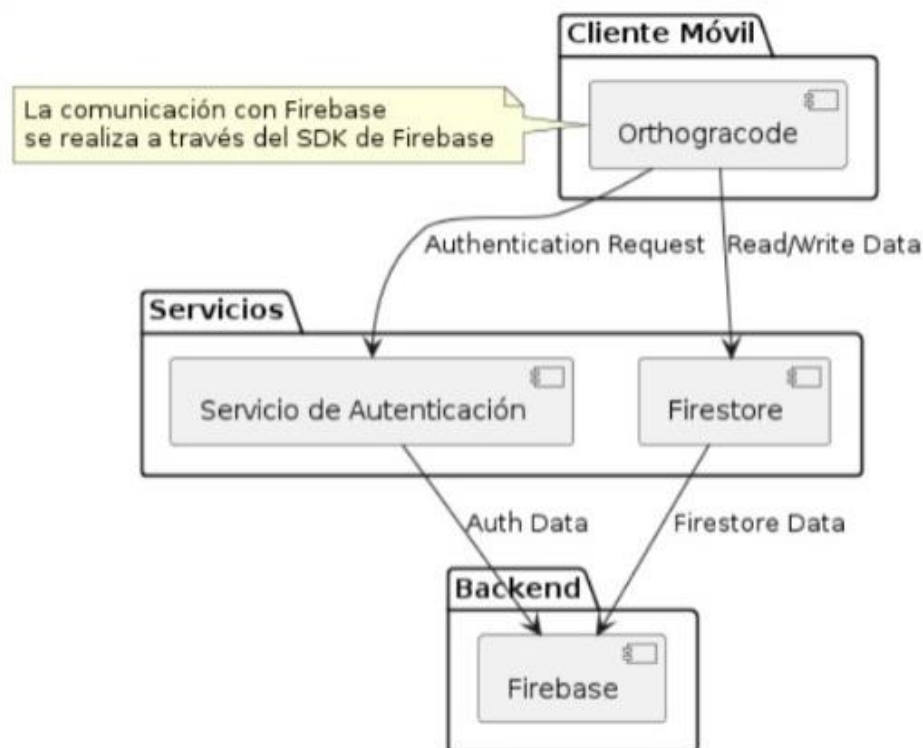 Cliente Móvil
La comunicación con Firebase
se realiza a través del SDK de Firebase
Orthogracode
Authentication Request
Read/Write Data
Servicios
Servicio de Autenticación
Firestore
Auth Data
Firestore Data
Backend
Firebase